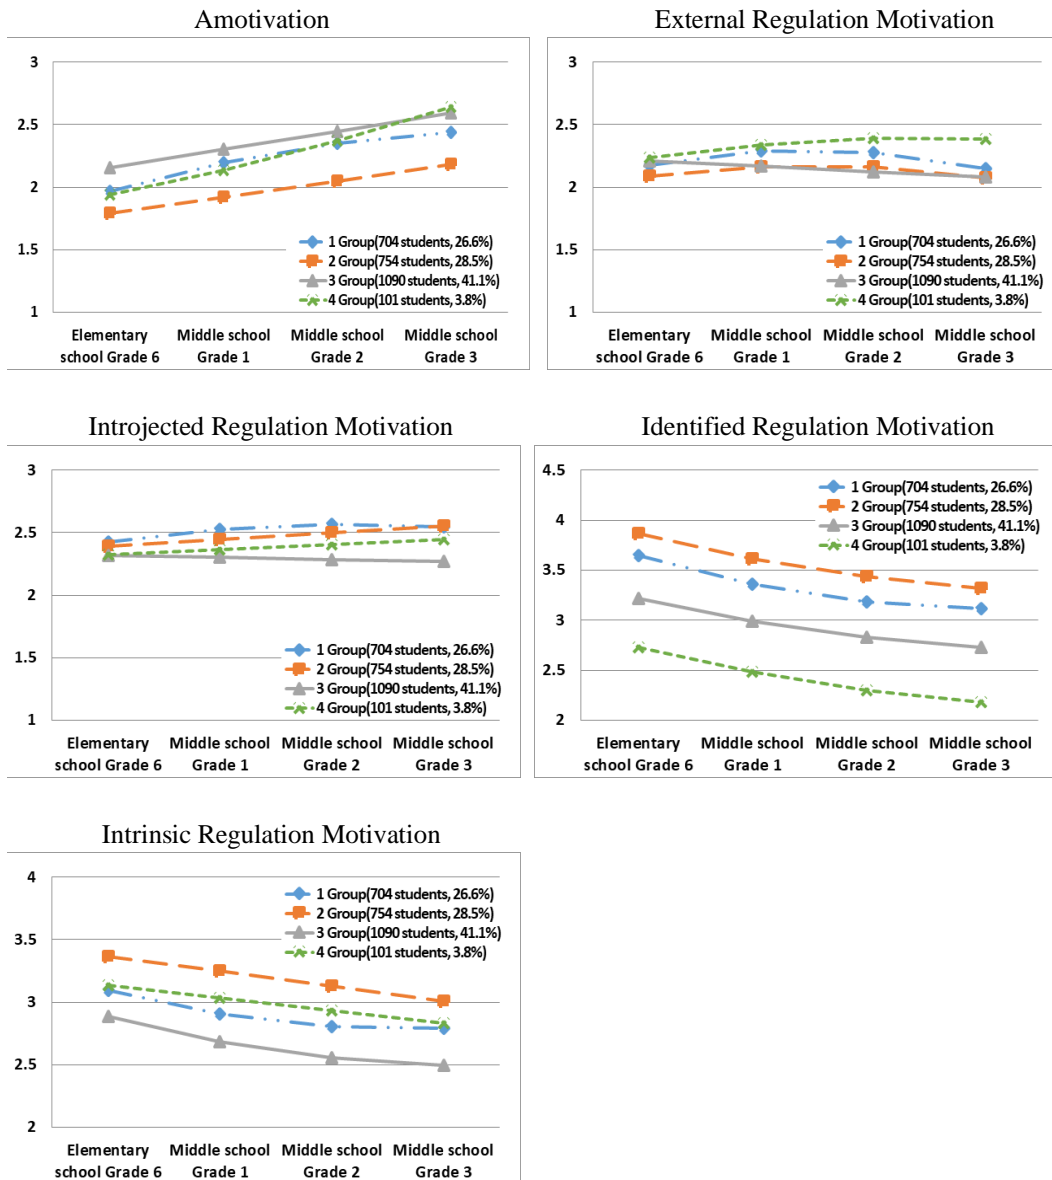 Amotivation
3
2.5
2
1.5
1
1 Group(704 students, 26.6%)
2 Group(754 students, 28.5%)
3 Group(1090 students, 41.1%)
4 Group(101 students, 3.8%)
Elementary school Grade 6
Middle school Grade 1
Middle school Grade 2
Middle school Grade 3
External Regulation Motivation
3
2.5
2
1.5
1
1 Group(704 students, 26.6%)
2 Group(754 students, 28.5%)
3 Group(1090 students, 41.1%)
4 Group(101 students, 3.8%)
Elementary school Grade 6
Middle school Grade 1
Middle school Grade 2
Middle school Grade 3
Introjected Regulation Motivation
3
2.5
2
1.5
1
1 Group(704 students, 26.6%)
2 Group(754 students, 28.5%)
3 Group(1090 students, 41.1%)
4 Group(101 students, 3.8%)
Elementary school Grade 6
Middle school Grade 1
Middle school Grade 2
Middle school Grade 3
Identified Regulation Motivation
4.5
4
3.5
3
2.5
2
1 Group(704 students, 26.6%)
2 Group(754 students, 28.5%)
3 Group(1090 students, 41.1%)
4 Group(101 students, 3.8%)
Elementary school Grade 6
Middle school Grade 1
Middle school Grade 2
Middle school Grade 3
Intrinsic Regulation Motivation
4
3.5
3
2.5
2
1 Group(704 students, 26.6%)
2 Group(754 students, 28.5%)
3 Group(1090 students, 41.1%)
4 Group(101 students, 3.8%)
Elementary school Grade 6
Middle school Grade 1
Middle school Grade 2
Middle school Grade 3